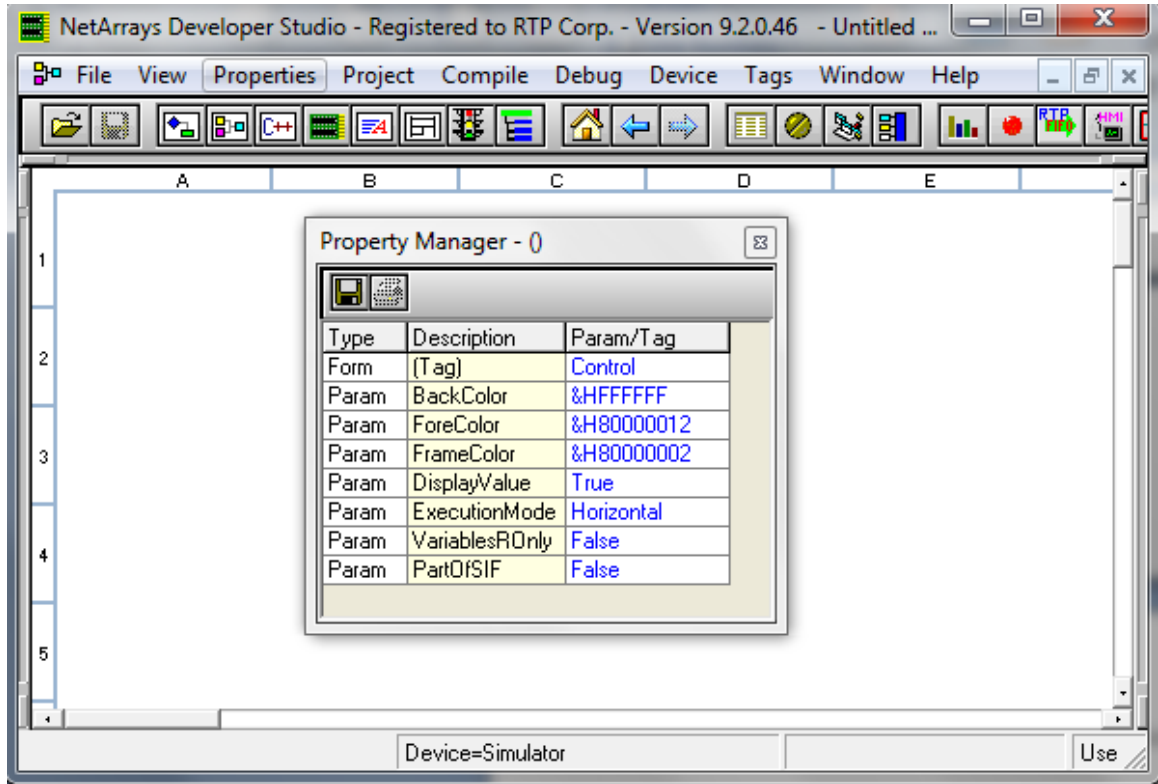 NetArrays Developer Studio - Registered to RTP Corp. - Version 9.2.0.46 - Untitled ...
File View Properties Project Compile Debug Device Tags Window Help
C++ RTP FIFO HMI
A B C D E
1
Property Manager - ()
Type Description Param/Tag
2
Form (Tag) Control
Param BackColor &HFFFFFF
Param ForeColor &H80000012
3
Param FrameColor &H80000002
Param DisplayValue True
Param ExecutionMode Horizontal
Param VariablesROnly False
4
Param PartOfSIF False
5
Device=Simulator Use